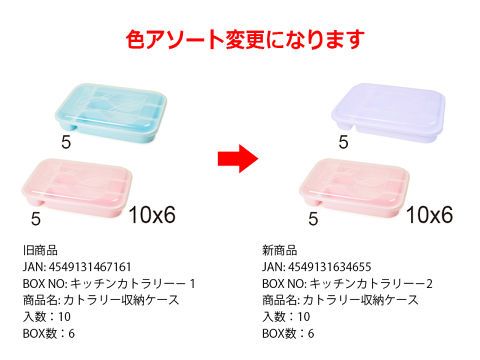 色アソート変更になります
5
5
10x6
5
5
10x6
旧商品
JAN: 4549131467161
BOX NO: キッチンカトラリーー 1
商品名: カトラリー収納ケース
入数：10
BOX数：6
新商品
JAN: 4549131634655
BOX NO: キッチンカトラリーー2
商品名: カトラリー収納ケース
入数：10
BOX数：6